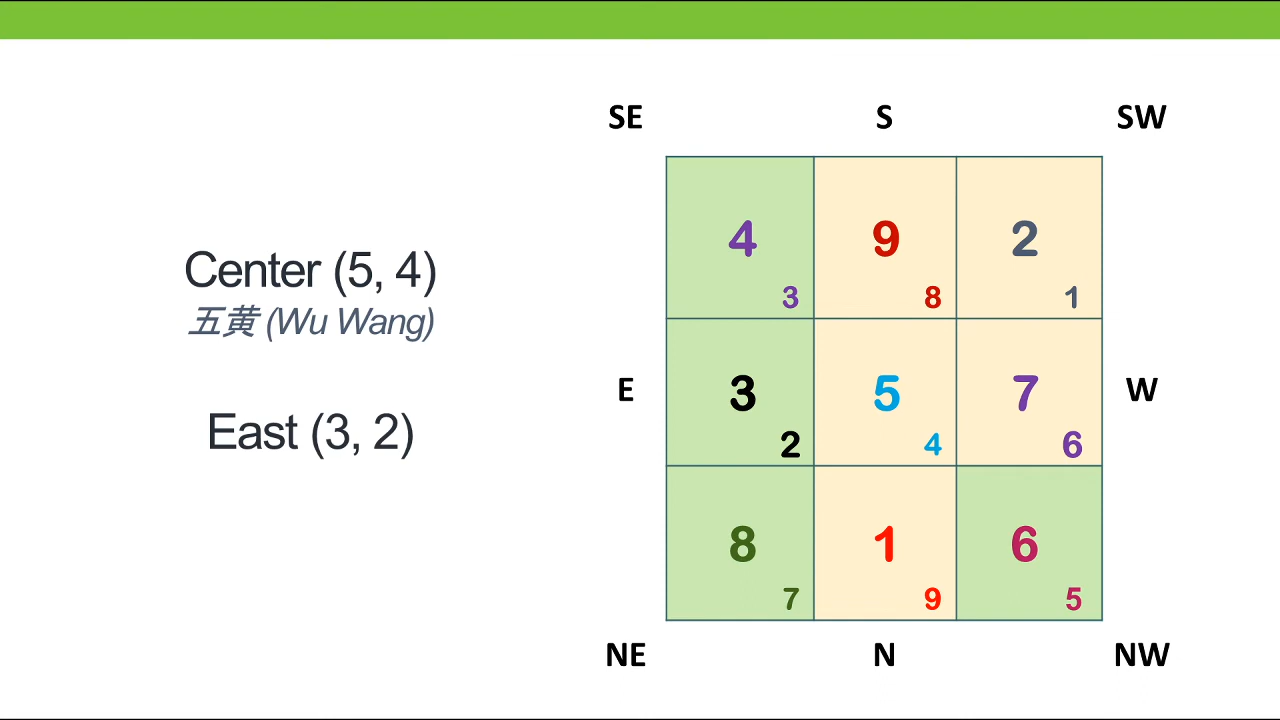 SE S SW
4 9 2
3 8 1
Center (5, 4)
五黄 (Wu Wang)
E 3 5 7 W
2 4 6
East (3, 2)
8 1 6
7 9 5
NE N NW